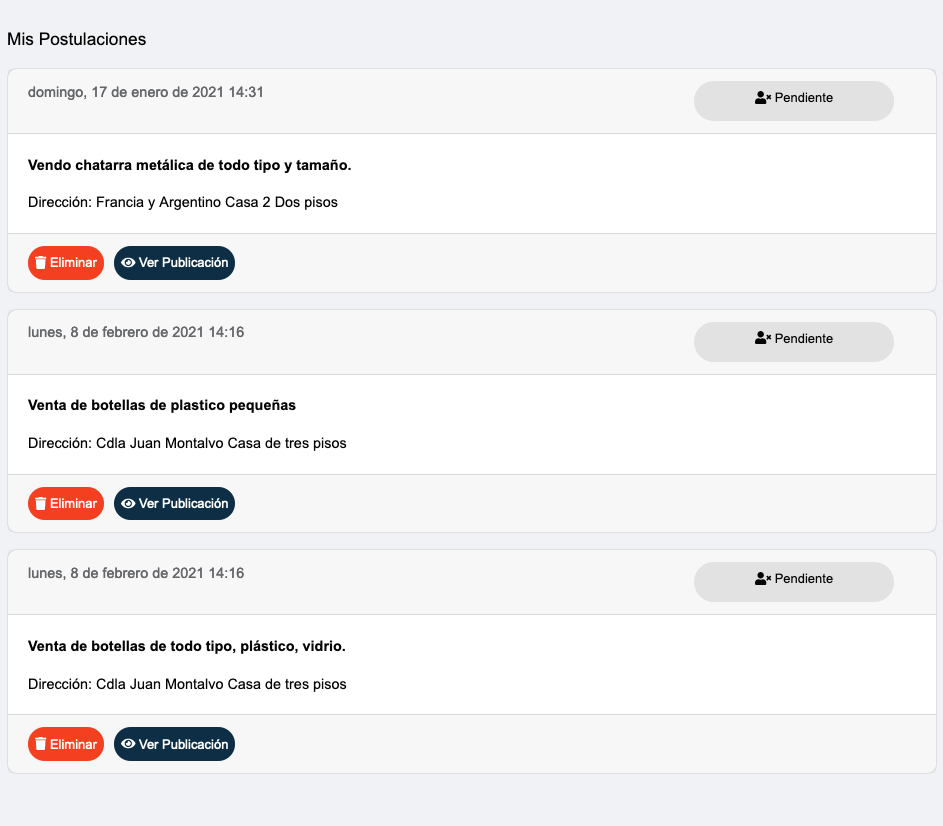 Mis Postulaciones
domingo, 17 de enero de 2021 14:31
Pendiente
Vendo chatarra metálica de todo tipo y tamaño.
Dirección: Francia y Argentino Casa 2 Dos pisos
Eliminar Ver Publicación
lunes, 8 de febrero de 2021 14:16
Pendiente
Venta de botellas de plastico pequeñas
Dirección: Cdla Juan Montalvo Casa de tres pisos
Eliminar Ver Publicación
lunes, 8 de febrero de 2021 14:16
Pendiente
Venta de botellas de todo tipo, plástico, vidrio.
Dirección: Cdla Juan Montalvo Casa de tres pisos
Eliminar Ver Publicación